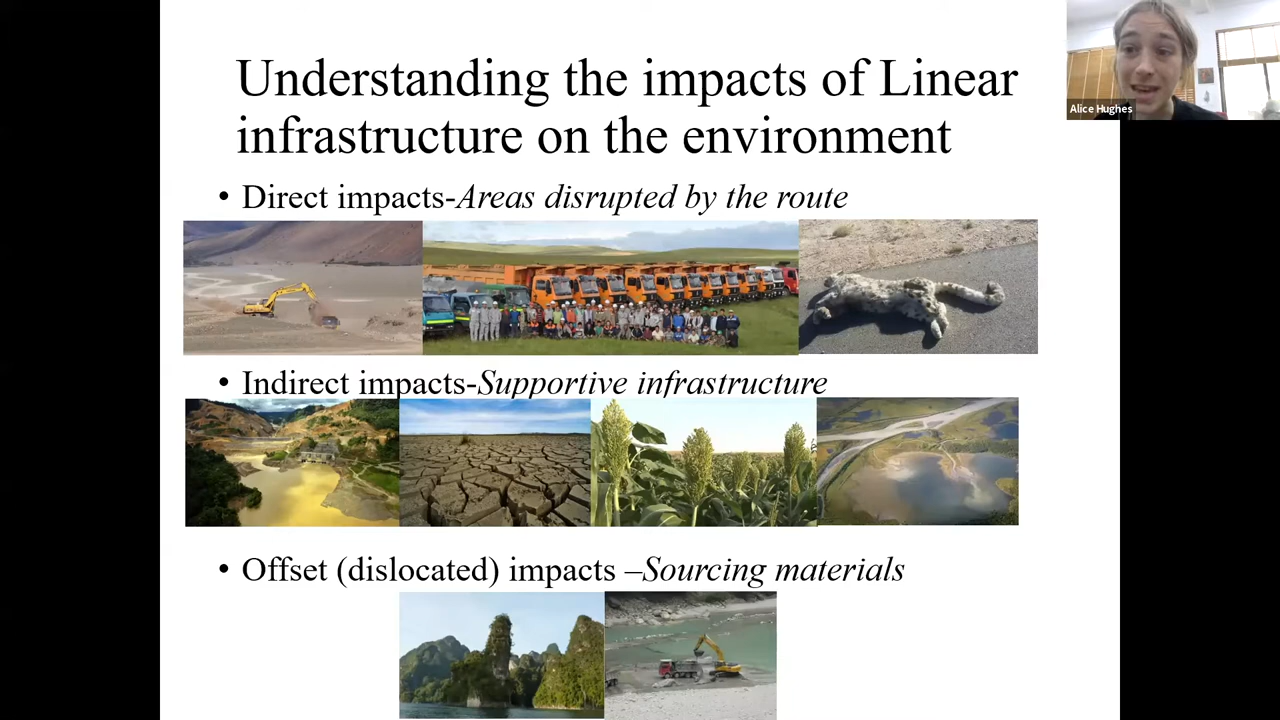 Understanding the impacts of Linear
infrastructure on the environment
Alice Hughes
• Direct impacts-Areas disrupted by the route
• Indirect impacts-Supportive infrastructure
• Offset (dislocated) impacts –Sourcing materials